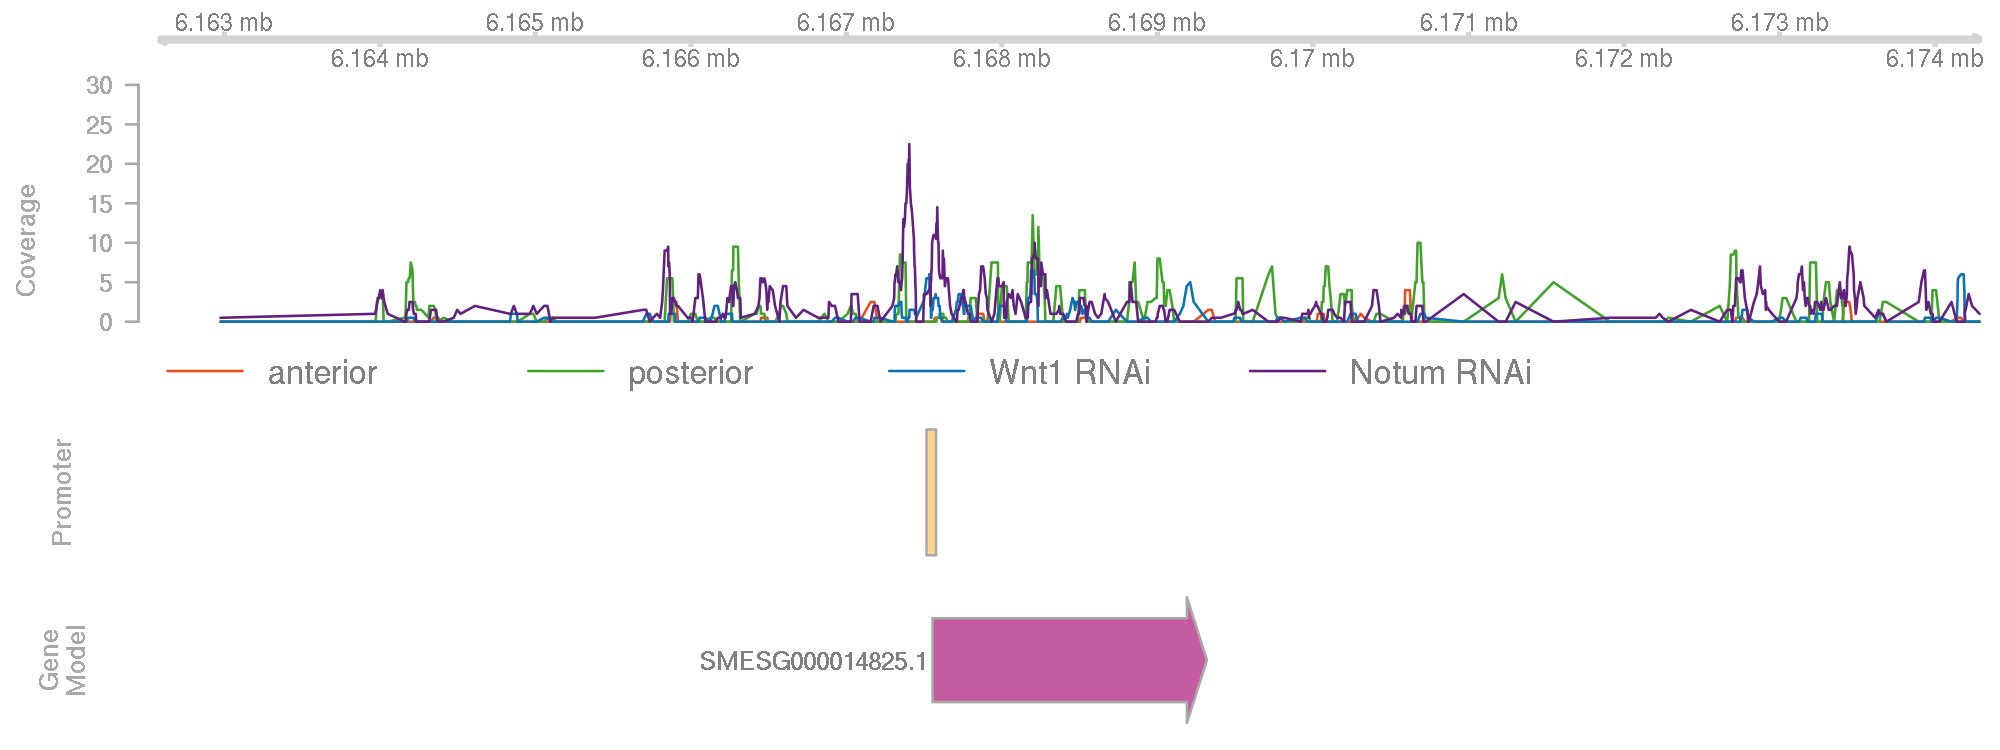 6.163 mb 6.165 mb 6.167 mb 6.169 mb 6.171 mb 6.173 mb
6.164 mb 6.166 mb 6.168 mb 6.17 mb 6.172 mb 6.174 mb
30
25
20
15
10
5
0
Coverage
anterior posterior Wnt1 RNAi Notum RNAi
Promoter
Gene
Model
SMESG000014825.1